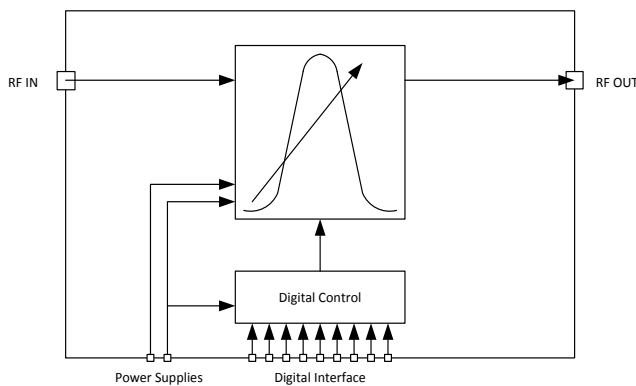 RF IN
RF OUT
Digital Control
Power Supplies
Digital Interface